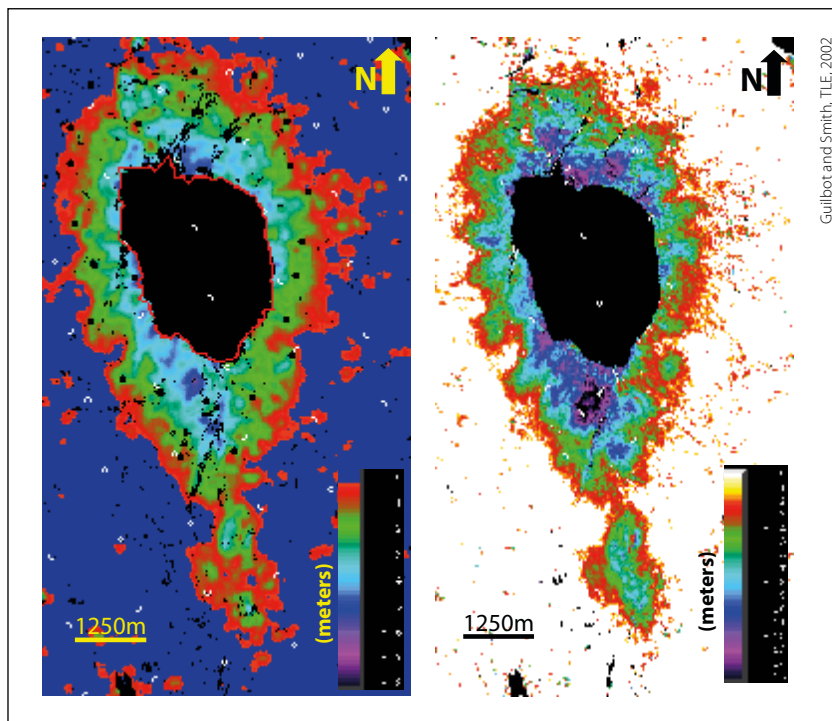 N
N
1250m
(meters)
1250m
(meters)
Guilbot and Smith, TLE, 2002